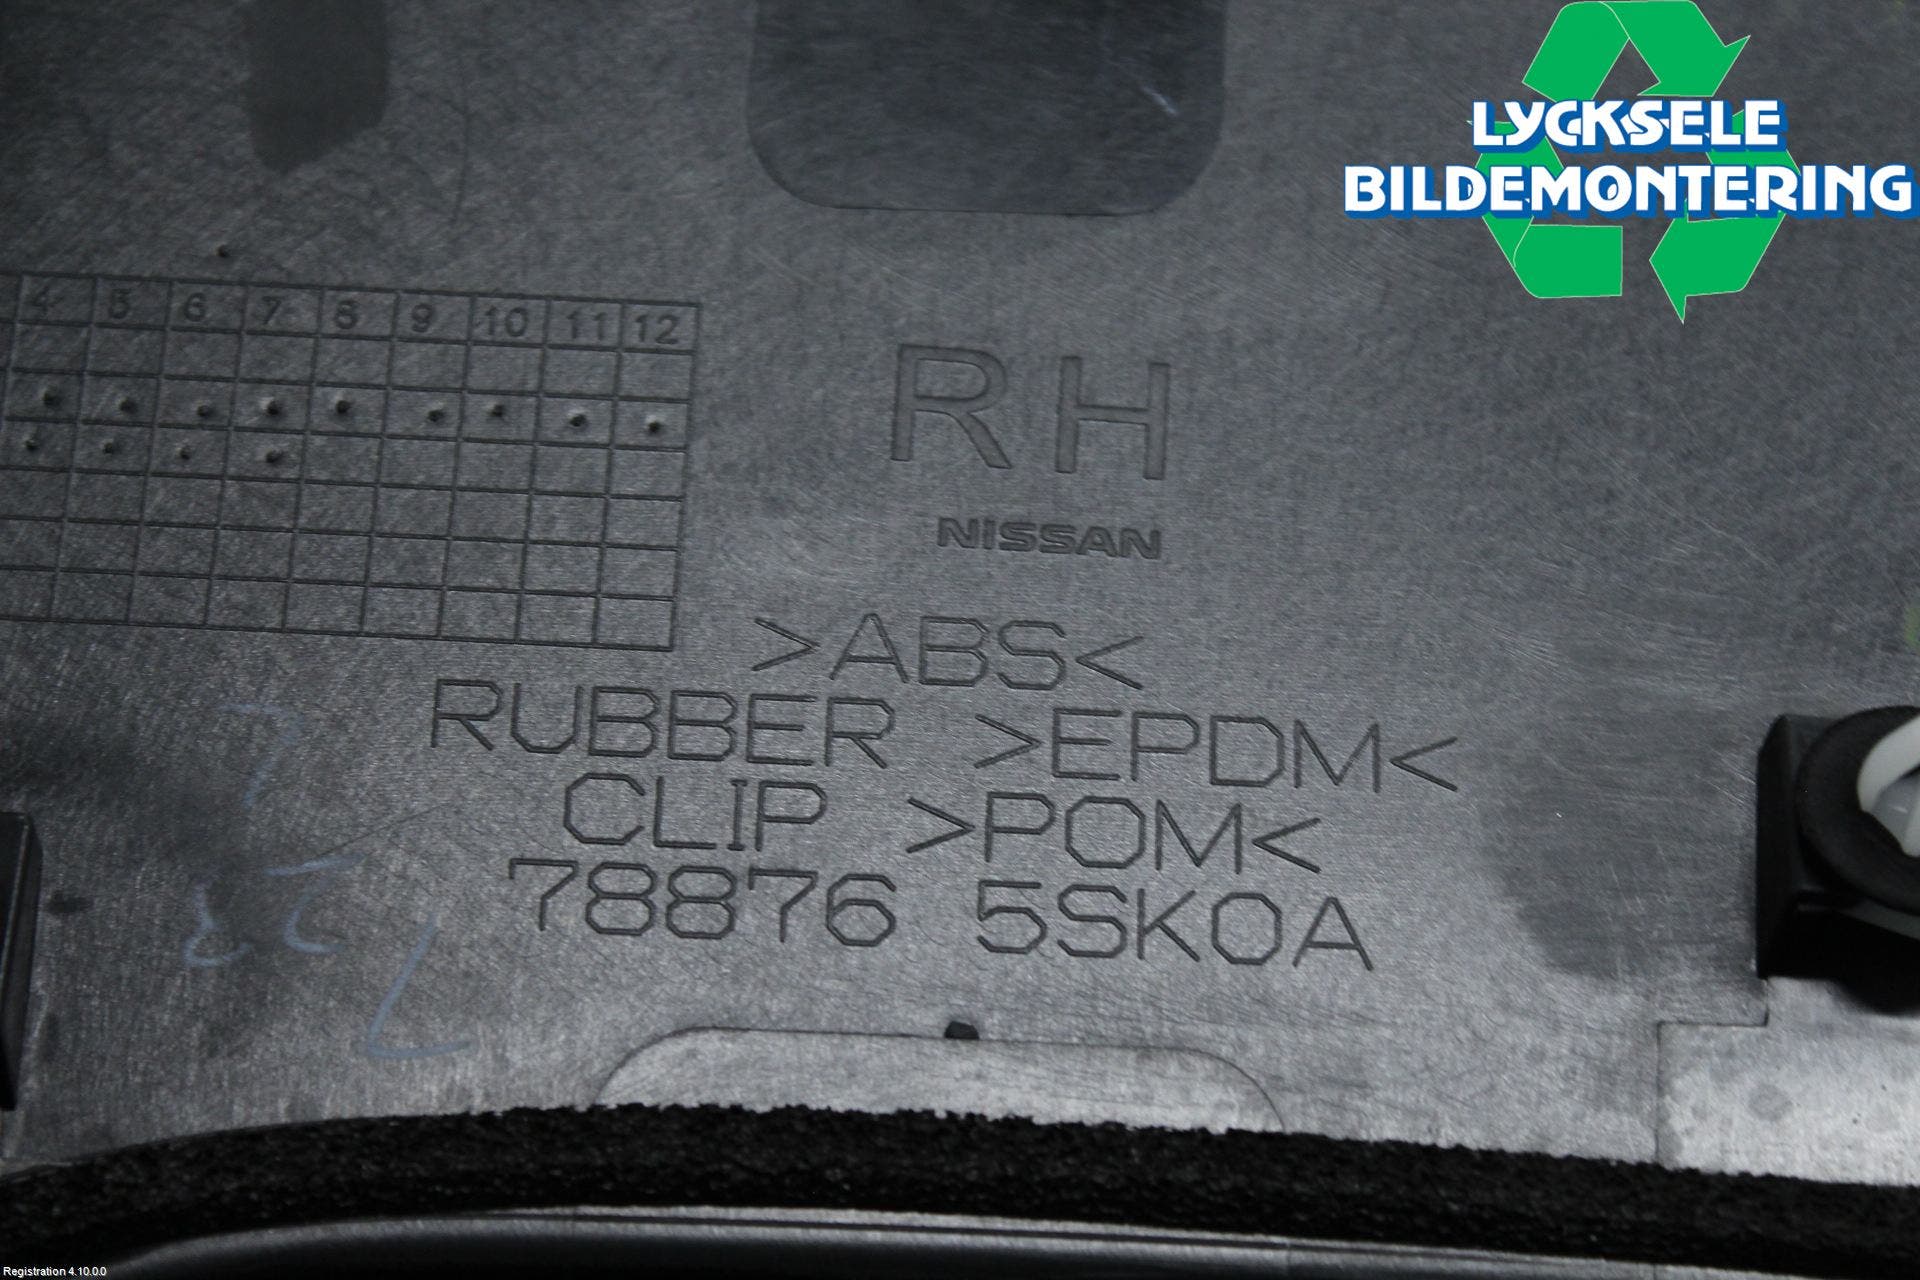 LYCKSELE
BILDEMONTERING
4 5 6 7 8 9 10 11 12
RH
NISSAN
>ABS<
RUBBER >EPDM<
CLIP >POM<
78876 5SK0A
Registration 4.10.0.0